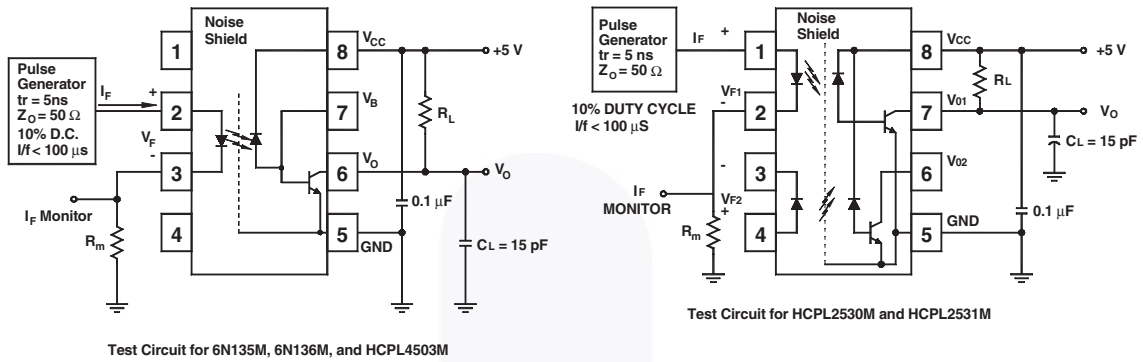 Noise
Shield
1
2
3
4
8
7
6
5
VCC
VB
VO
GND
+5 V
Pulse
Generator
tr = 5ns
ZO = 50 Ω
10% D.C.
I/f < 100 μs
IF
+
VF
-
IF Monitor
Rm
RL
VO
0.1 μF
CL = 15 pF
Test Circuit for 6N135M, 6N136M, and HCPL4503M
Pulse
Generator
tr = 5 ns
ZO = 50 Ω
IF
+
10% DUTY CYCLE
I/f < 100 μS
VF1
-
-
VF2
+
IF
MONITOR
Rm
Noise
Shield
1
2
3
4
8
7
6
5
VCC
V01
V02
GND
+5 V
RL
VO
CL = 15 pF
0.1 μF
Test Circuit for HCPL2530M and HCPL2531M